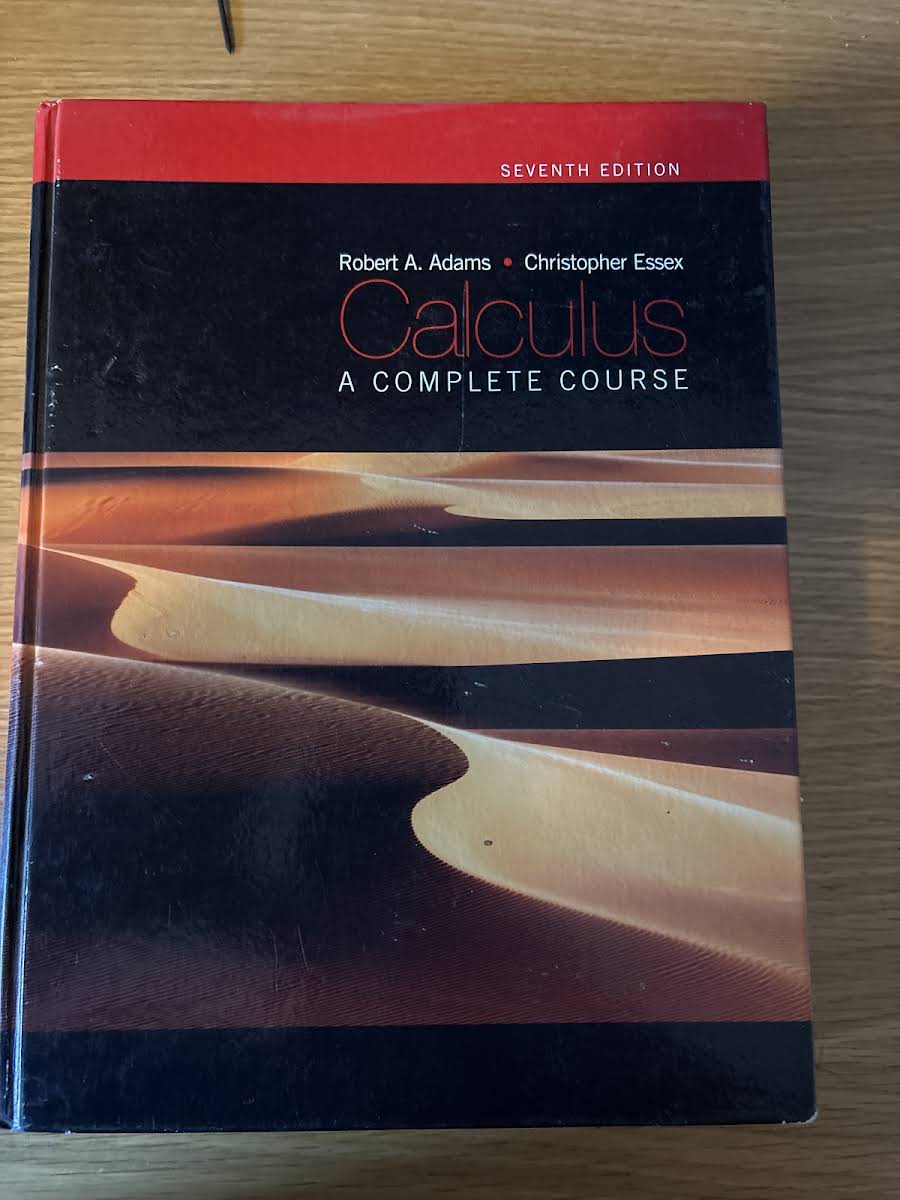 SEVENTH EDITION
Robert A. Adams • Christopher Essex
Calculus
A COMPLETE COURSE